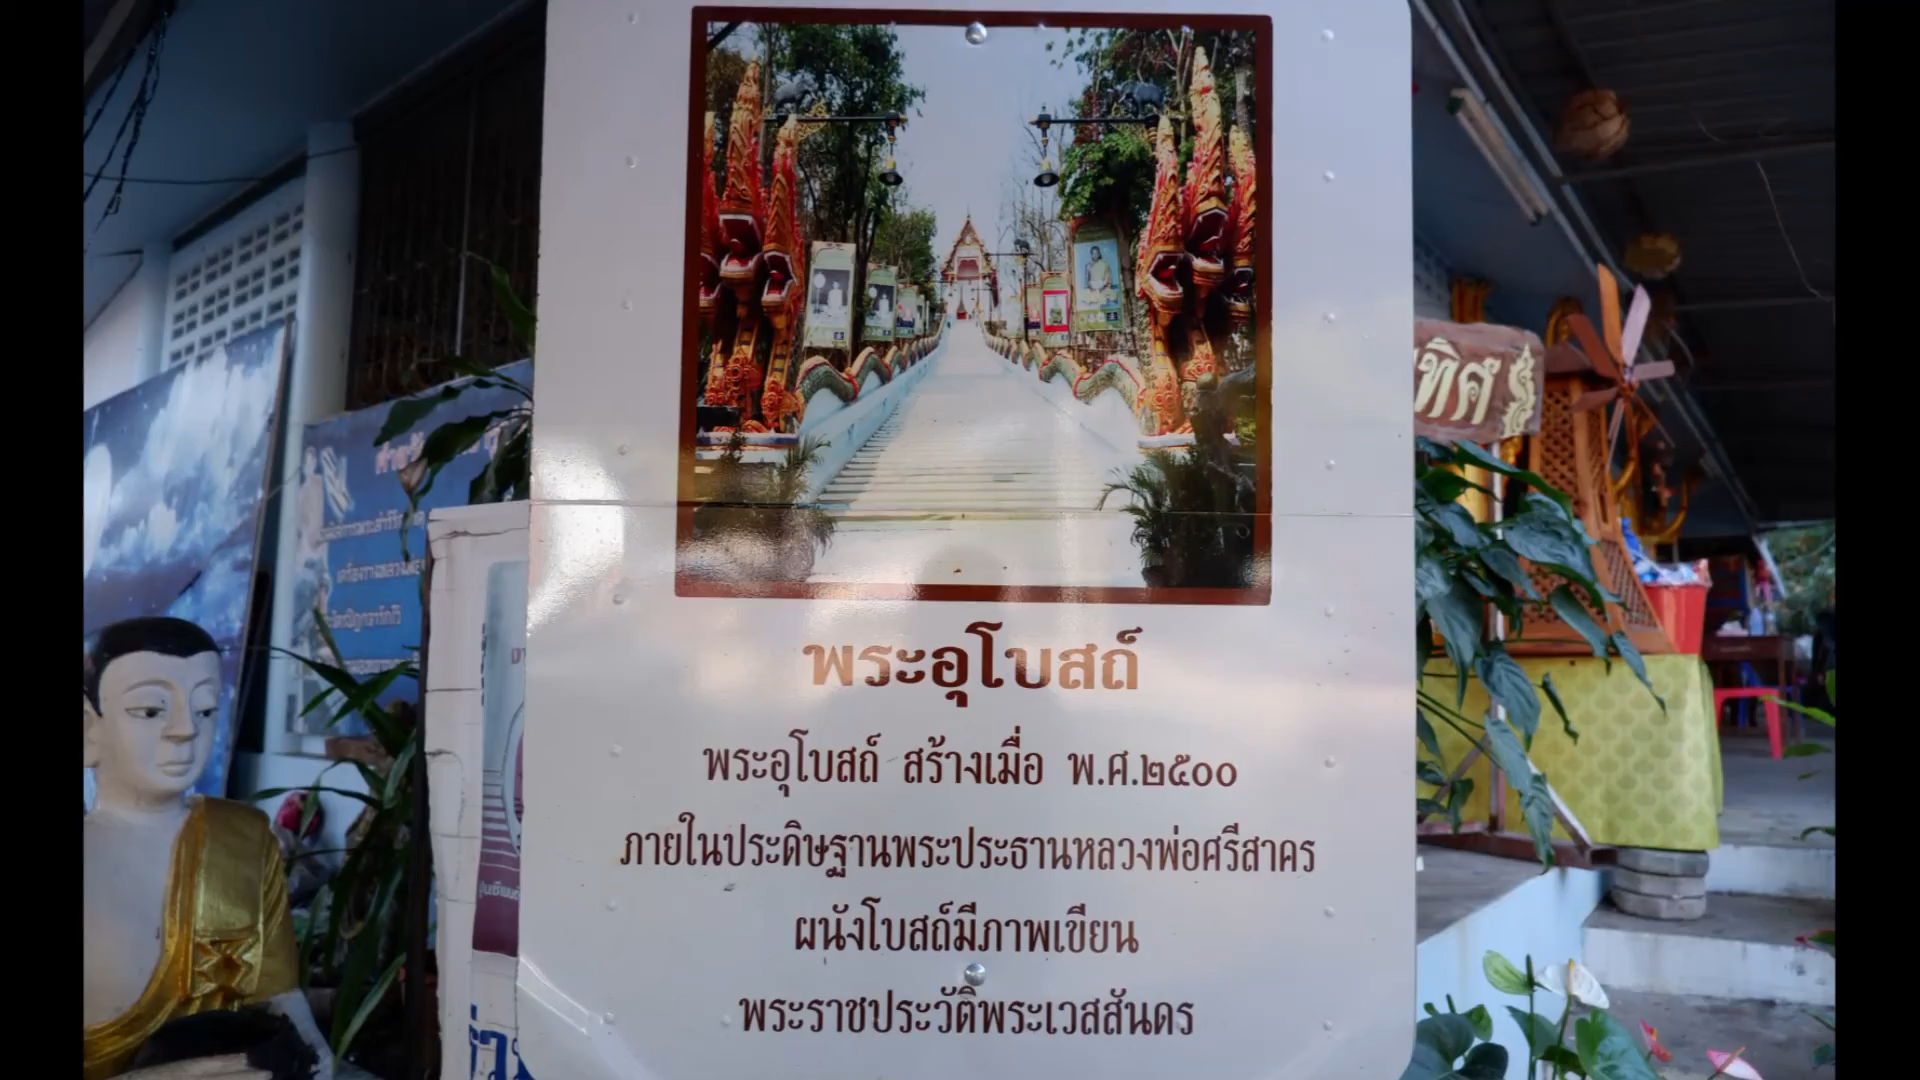 พระอุโบสถ์
พระอุโบสถ์ สร้างเมื่อ พ.ศ.๒๕๐๐
ภายในประดิษฐานพระประธานหลวงพ่อศรีสาคร
ผนังโบสถ์มีภาพเขียน
พระราชประวัติพระเวสสันดร